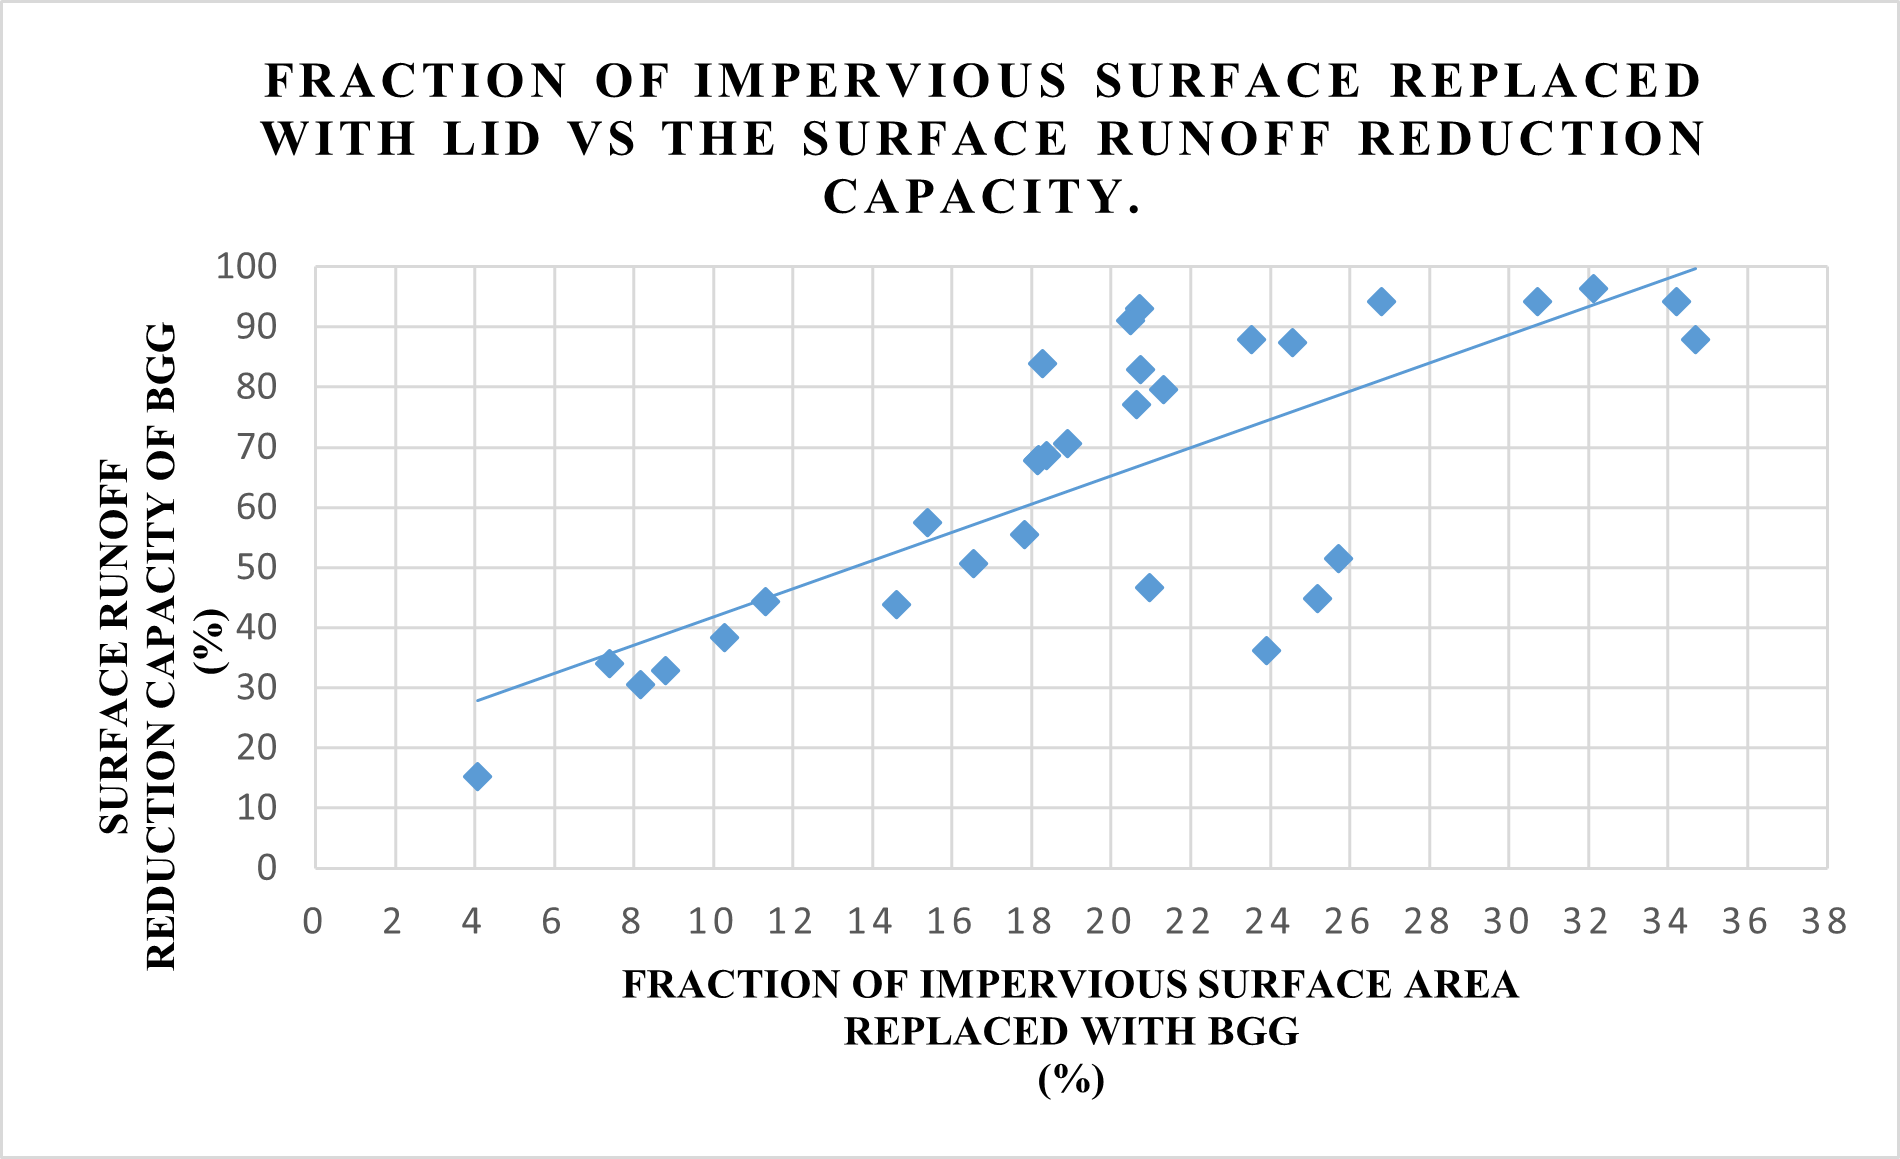 FRACTION OF IMPERVIOUS SURFACE REPLACED
WITH LID VS THE SURFACE RUNOFF REDUCTION
CAPACITY.
SURFACE RUNOFF
REDUCTION CAPACITY OF BGG
(%)
100
90
80
70
60
50
40
30
20
10
0
0 2 4 6 8 10 12 14 16 18 20 22 24 26 28 30 32 34 36 38
FRACTION OF IMPERVIOUS SURFACE AREA
REPLACED WITH BGG
(%)